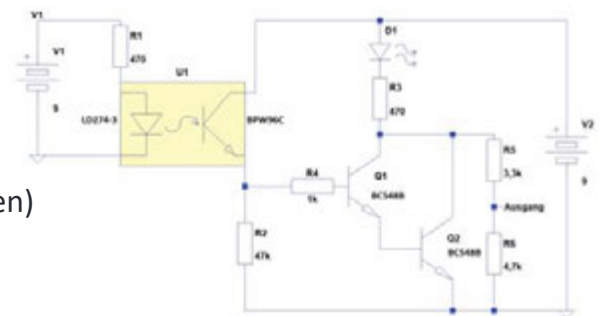 V1
V1
9
R1
470
U1
LD274-3
BPW96C
R2
47k
R4
1k
Q1
BC548B
Q2
BC548B
D1
R3
470
R5
3,3k
Ausgang
R6
4,7k
V2
9
en)